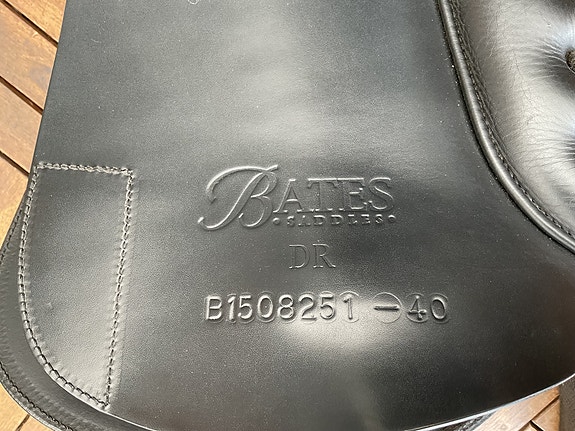 BATES
•SADDLES•
DR
B1508251 -40